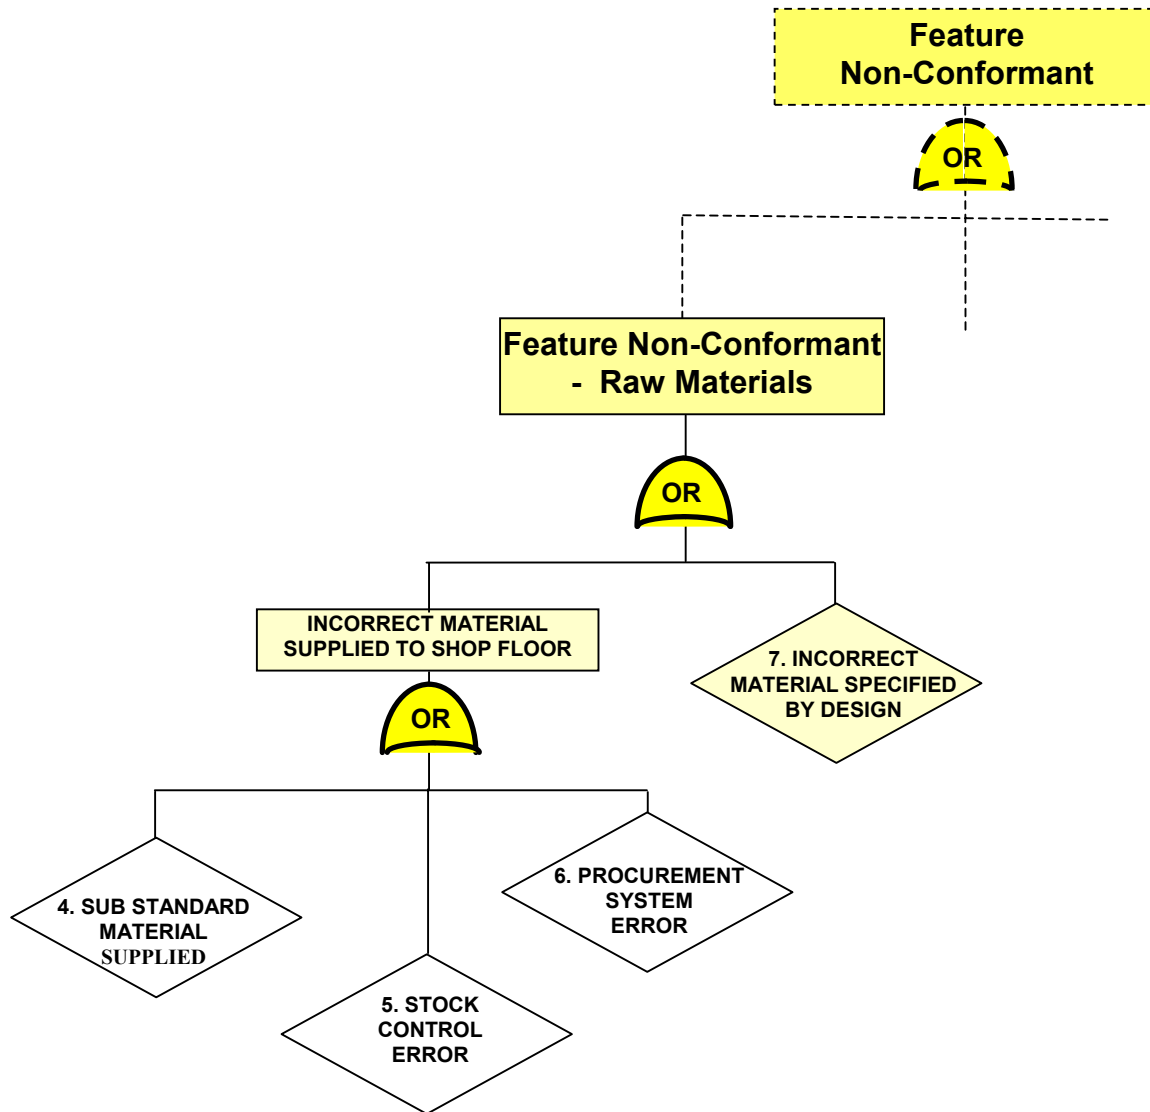 Feature
Non-Conformant
OR
Feature Non-Conformant
- Raw Materials
OR
INCORRECT MATERIAL
SUPPLIED TO SHOP FLOOR
7. INCORRECT
MATERIAL SPECIFIED
BY DESIGN
OR
4. SUB STANDARD
MATERIAL
SUPPLIED
6. PROCUREMENT
SYSTEM
ERROR
5. STOCK
CONTROL
ERROR